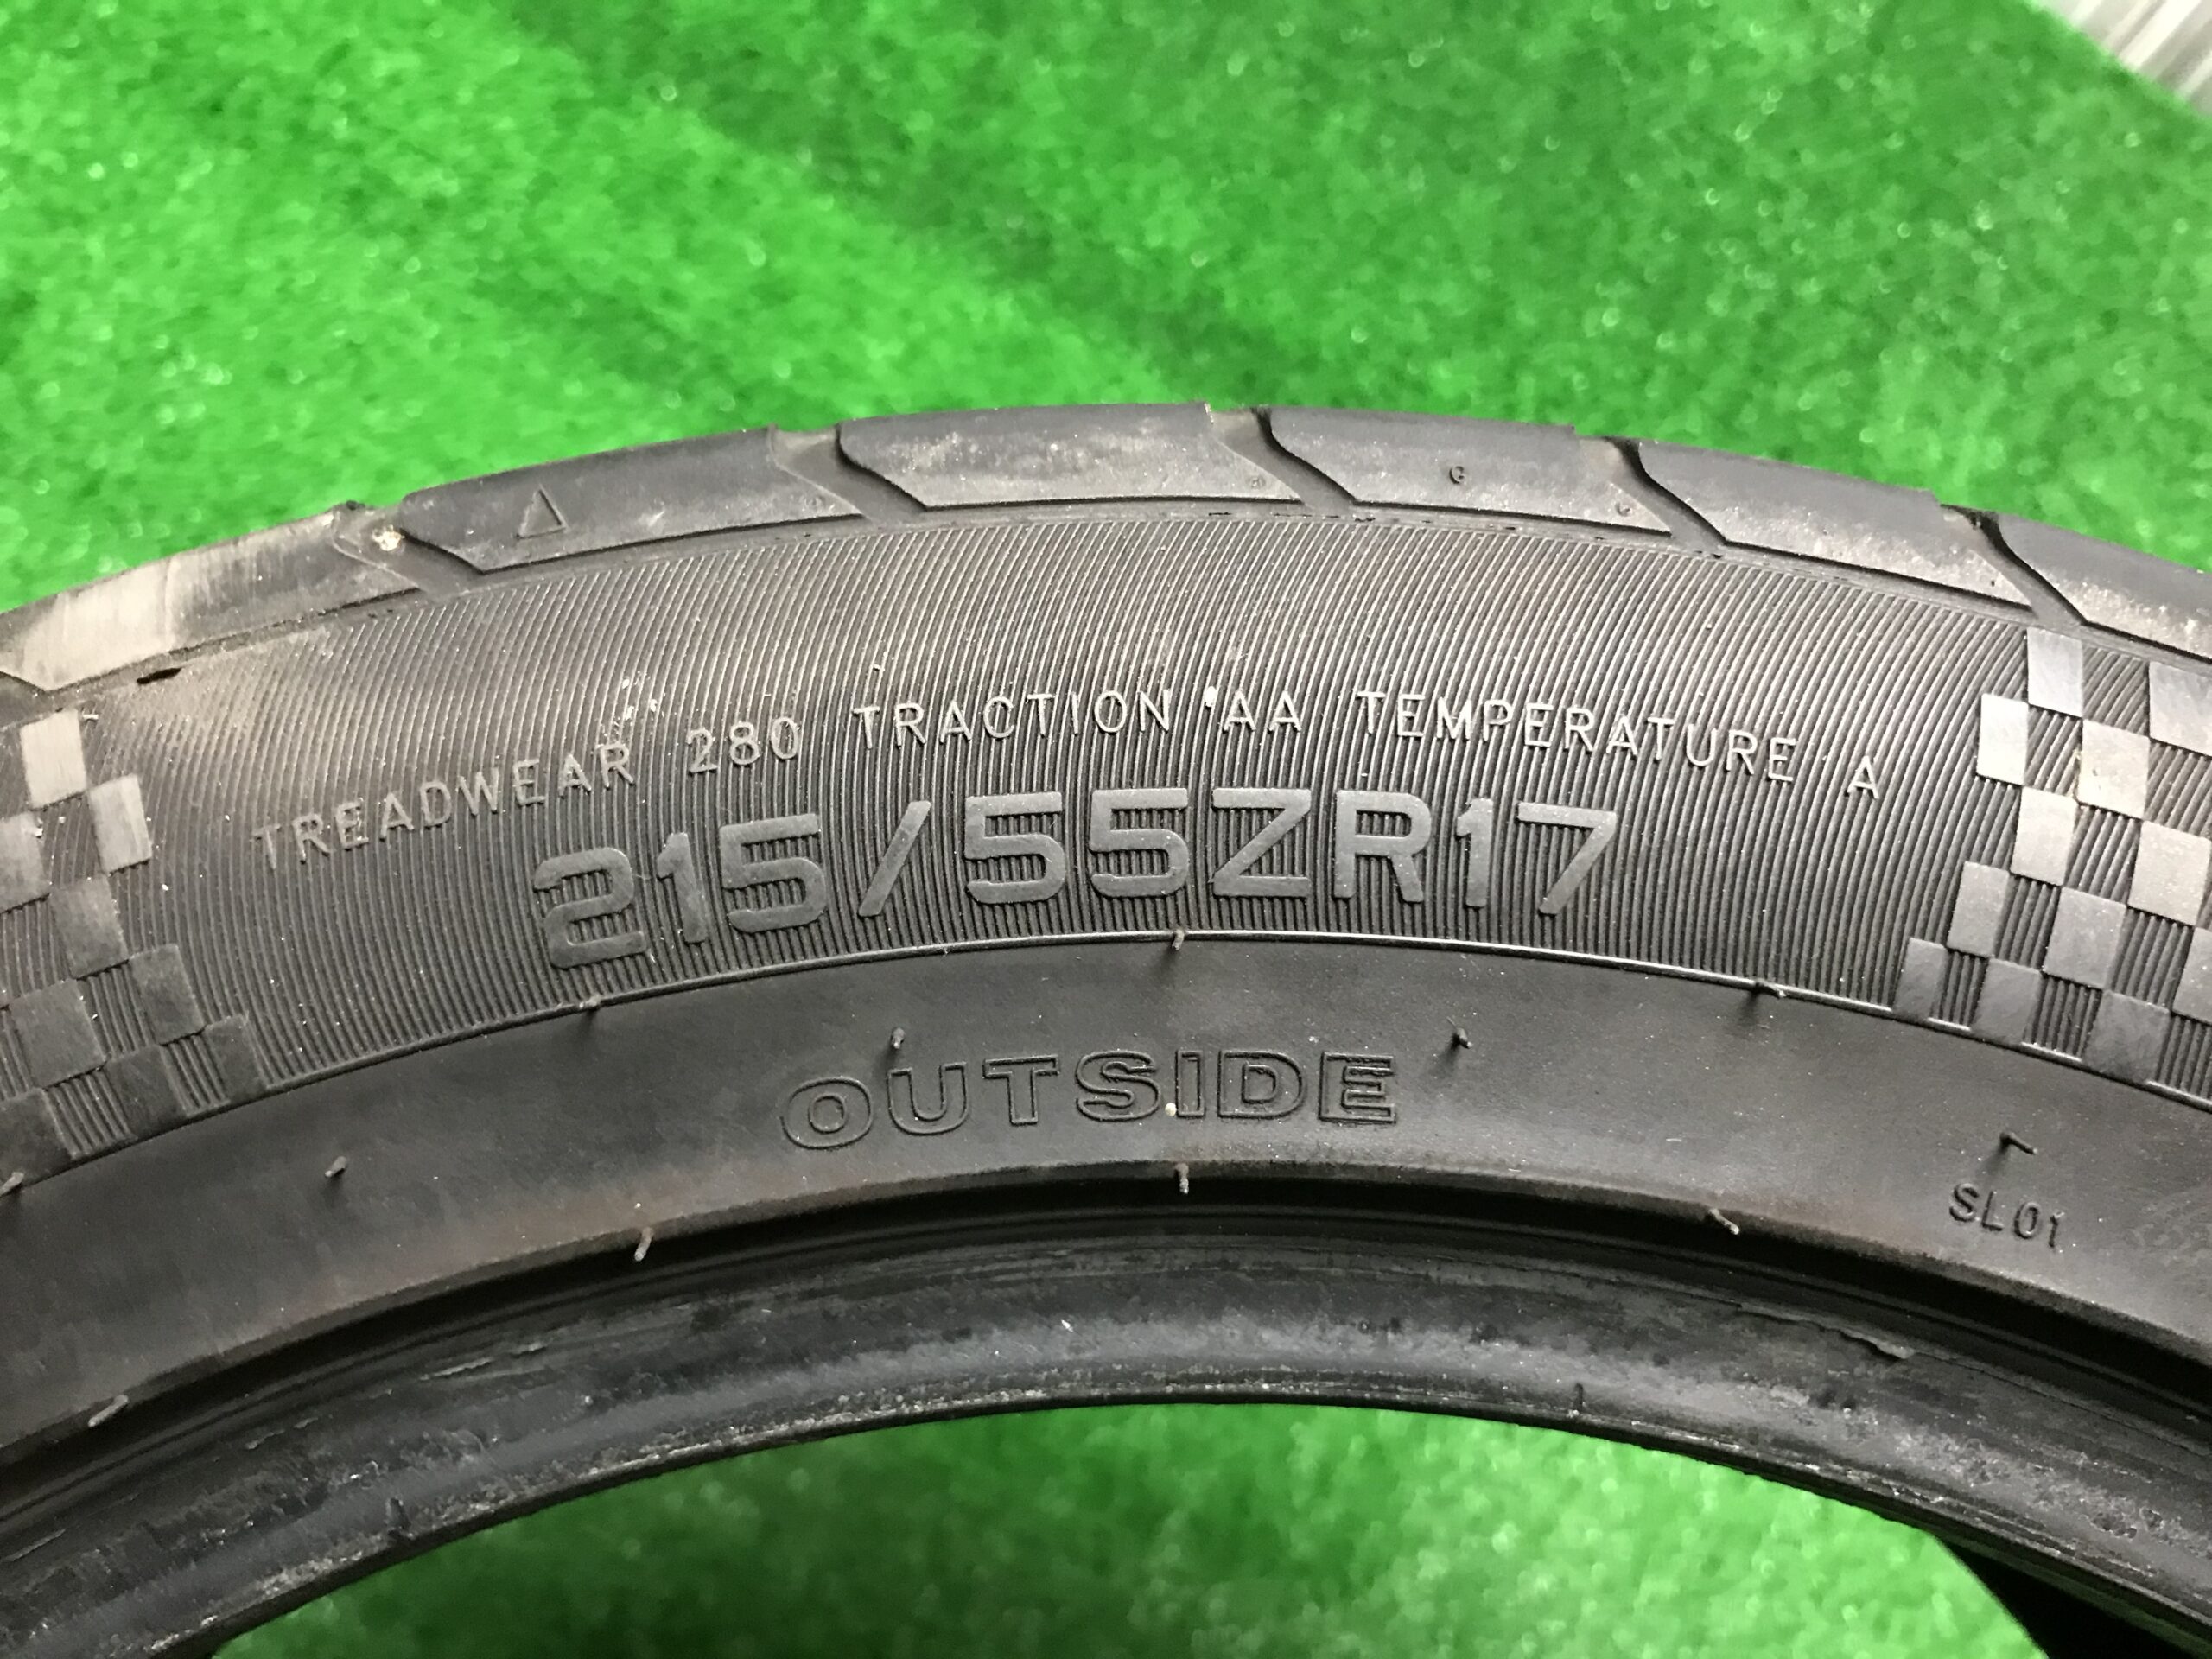 TREADWEAR 280 TRACTION AA TEMPERATURE A
215/55ZR17
OUTSIDE
SL01